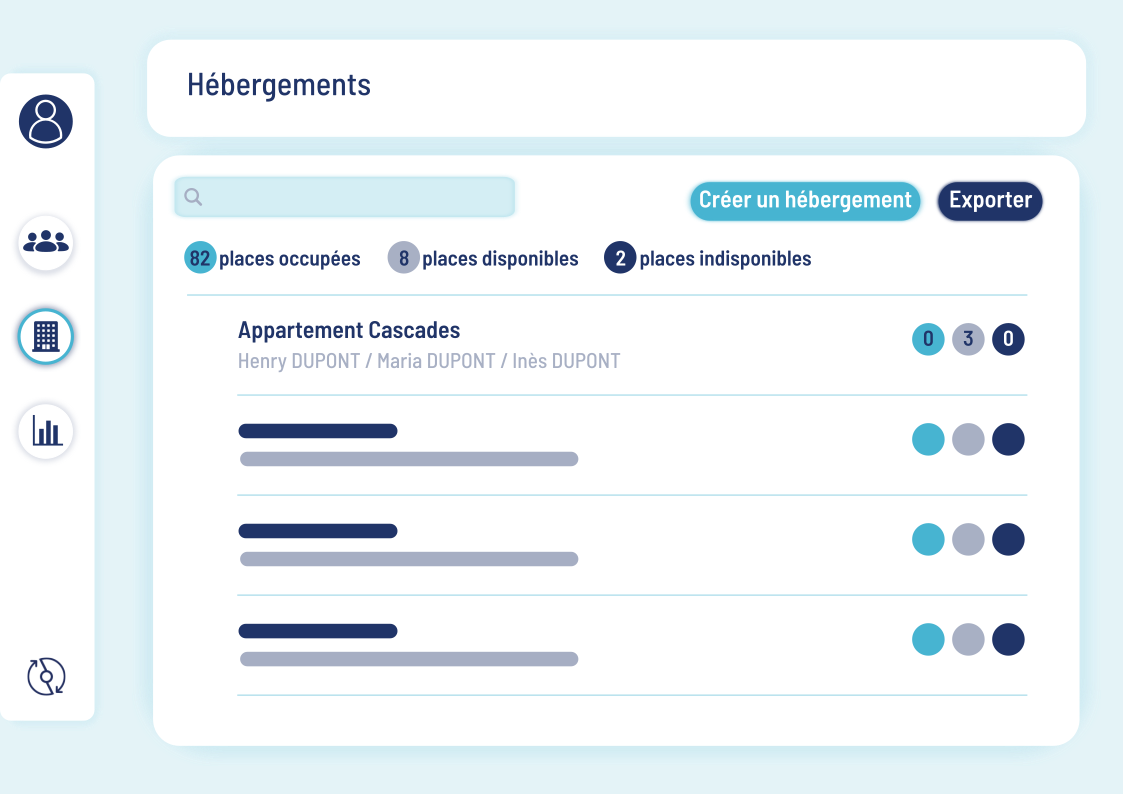 Hébergements
Créer un hébergement Exporter
82 places occupées 8 places disponibles 2 places indisponibles
Appartement Cascades
0 3 0
Henry DUPONT / Maria DUPONT / Inès DUPONT